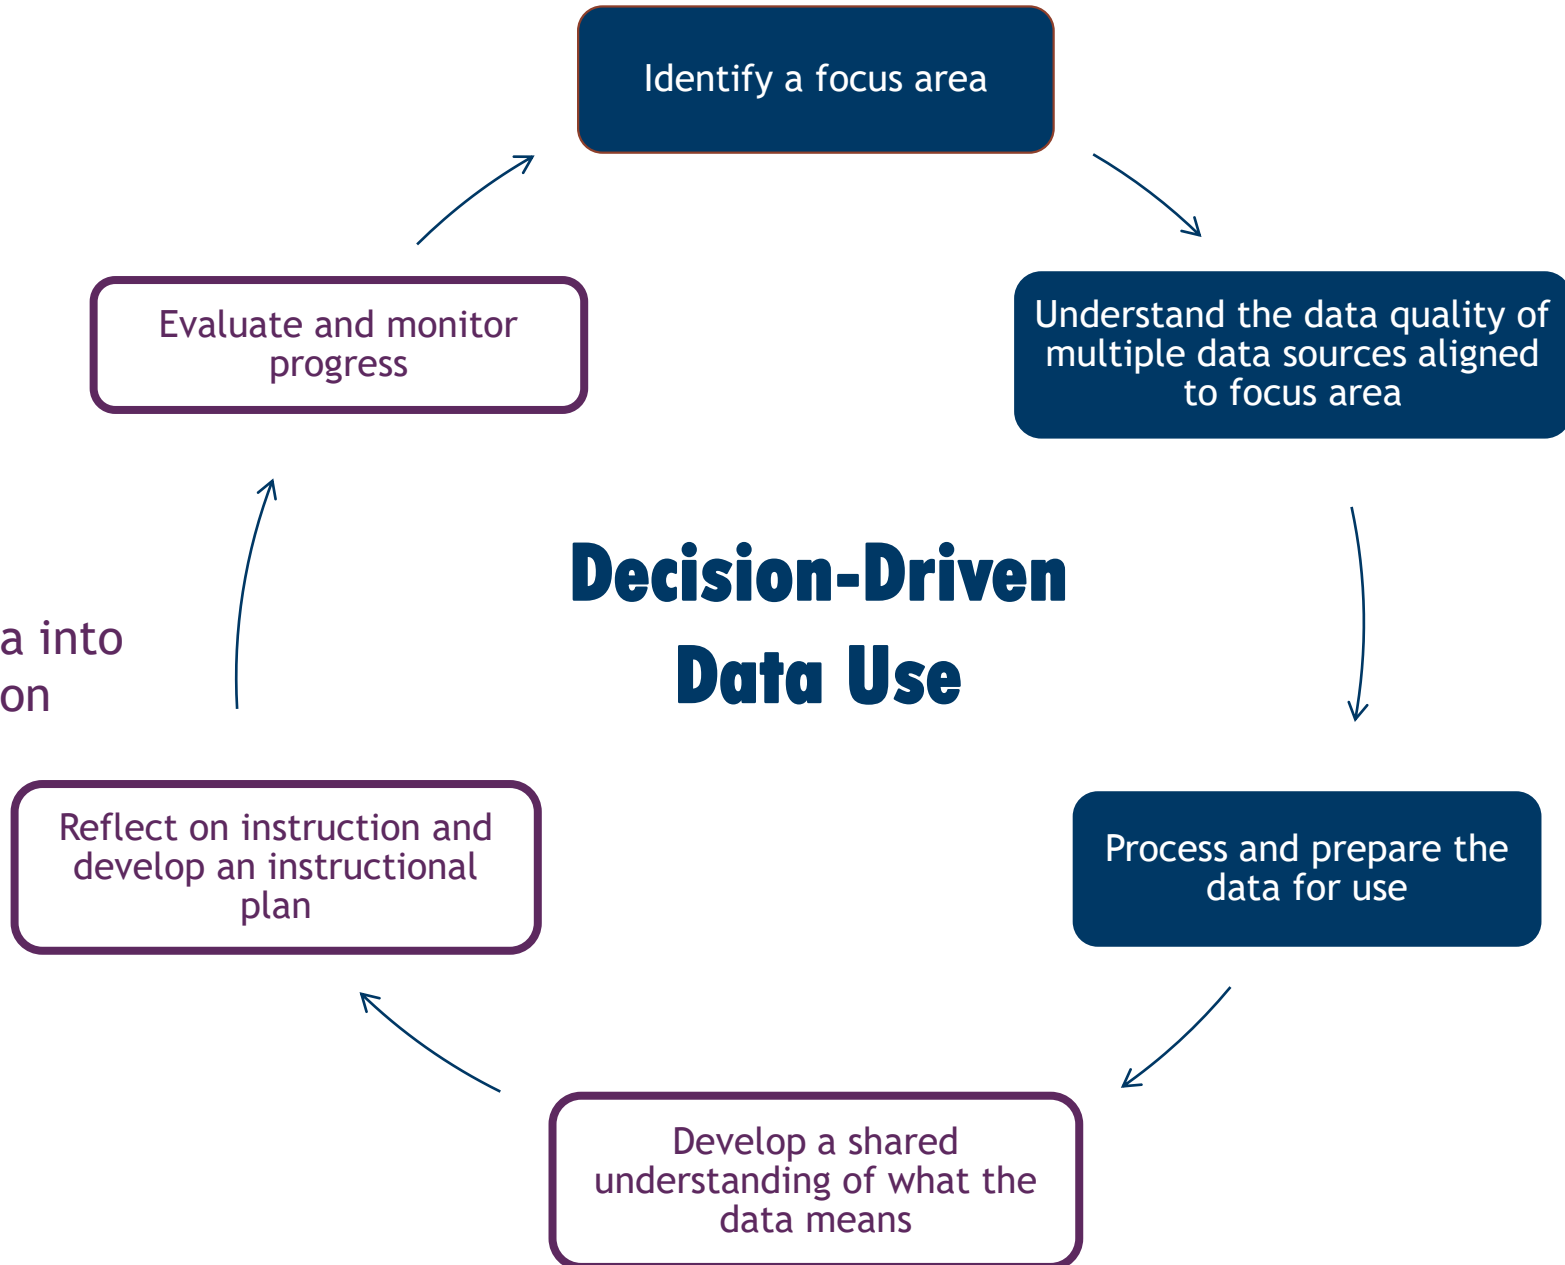 Identify a focus area
Understand the data quality of
multiple data sources aligned
to focus area
Process and prepare the
data for use
Develop a shared
understanding of what the
data means
Reflect on instruction and
develop an instructional
plan
Evaluate and monitor
progress
Decision-Driven
Data Use
a into
on